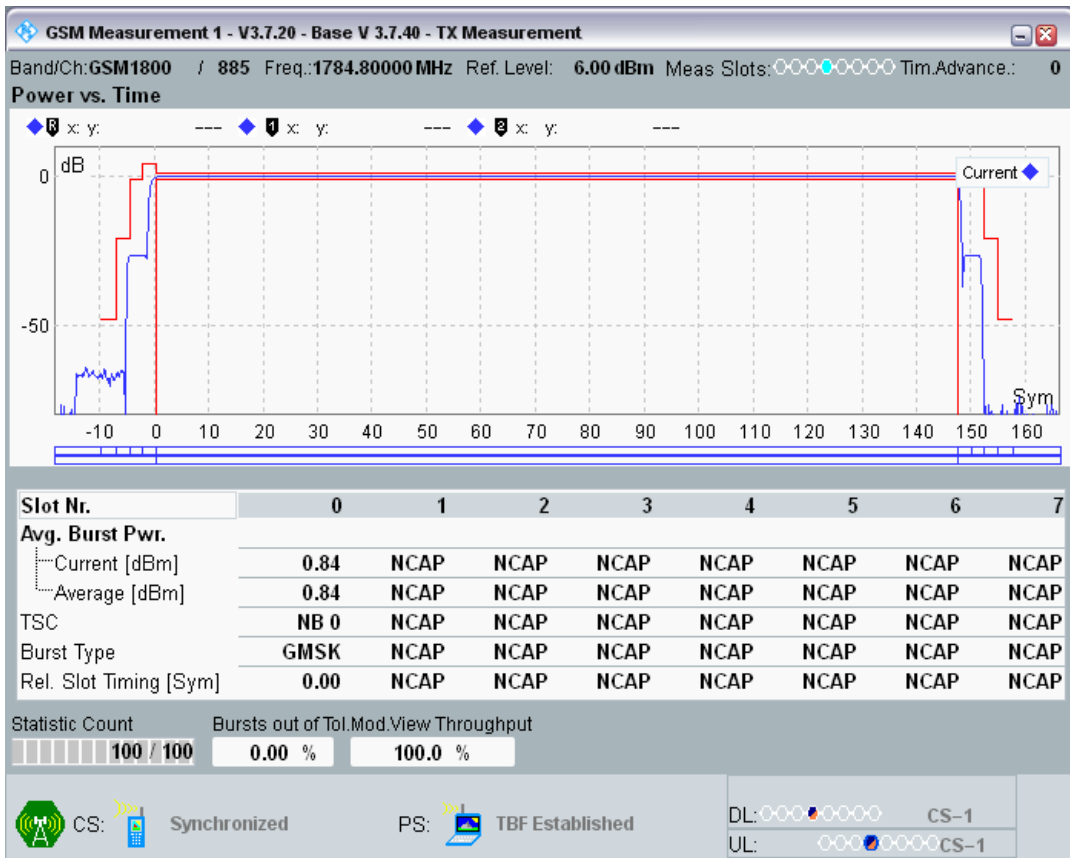 GSM Measurement 1 - V3.7.20 - Base V 3.7.40 - TX Measurement
Band/Ch:GSM1800 / 885 Freq.:1784.80000 MHz Ref. Level: 6.00 dBm Meas Slots: Tim.Advance.: 0
Power vs. Time
R x: y: --- 1 x: y: --- 2 x: y: ---
dB
Current
0
-50
Sym
-10 0 10 20 30 40 50 60 70 80 90 100 110 120 130 140 150 160
Slot Nr. 0 1 2 3 4 5 6 7
Avg. Burst Pwr.
Current [dBm] 0.84 NCAP NCAP NCAP NCAP NCAP NCAP NCAP
Average [dBm] 0.84 NCAP NCAP NCAP NCAP NCAP NCAP NCAP
TSC NB 0 NCAP NCAP NCAP NCAP NCAP NCAP NCAP
Burst Type GMSK NCAP NCAP NCAP NCAP NCAP NCAP NCAP
Rel. Slot Timing [Sym] 0.00 NCAP NCAP NCAP NCAP NCAP NCAP NCAP
Statistic Count Bursts out of Tol.Mod.View Throughput
100 / 100 0.00 % 100.0 %
CS: Synchronized PS: TBF Established
DL: CS-1
UL: CS-1